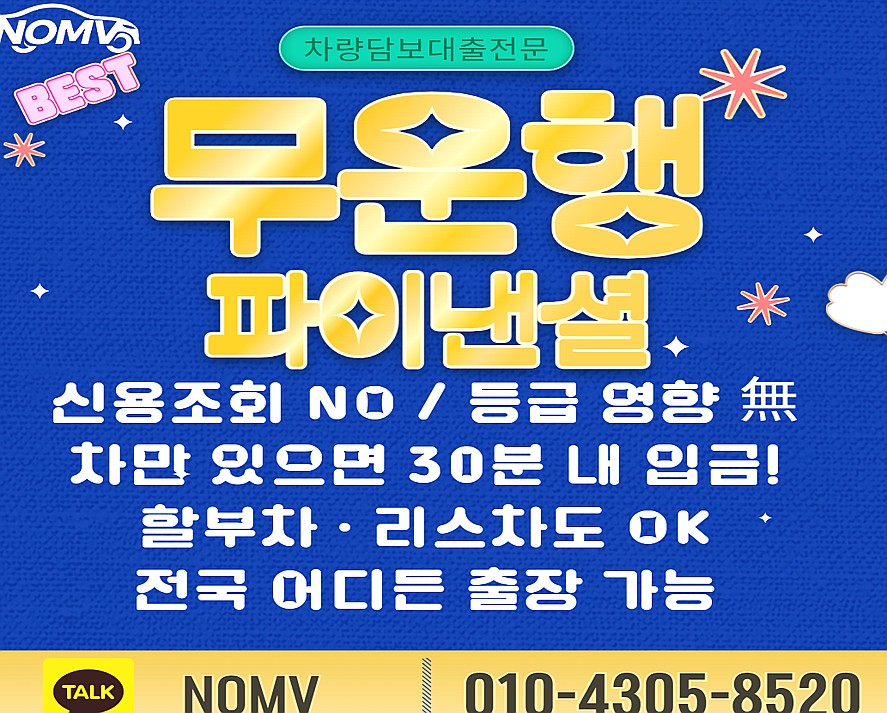 NOMV
BEST
차량담보대출전문
무운행
파이낸셜
신용조회 NO / 등급 영향 無
차만 있으면 30분 내 입금!
할부차 · 리스차도 OK
전국 어디든 출장 가능
TALK NOMV 010-4305-8520